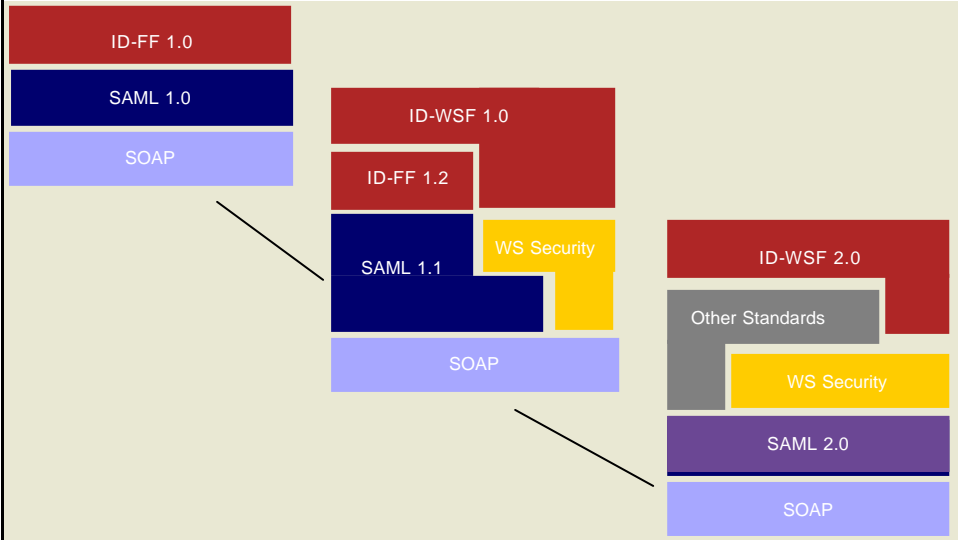 ID-FF 1.0
SAML 1.0
SOAP
ID-WSF 1.0
ID-FF 1.2
WS Security
SAML 1.1
SOAP
ID-WSF 2.0
Other Standards
WS Security
SAML 2.0
SOAP